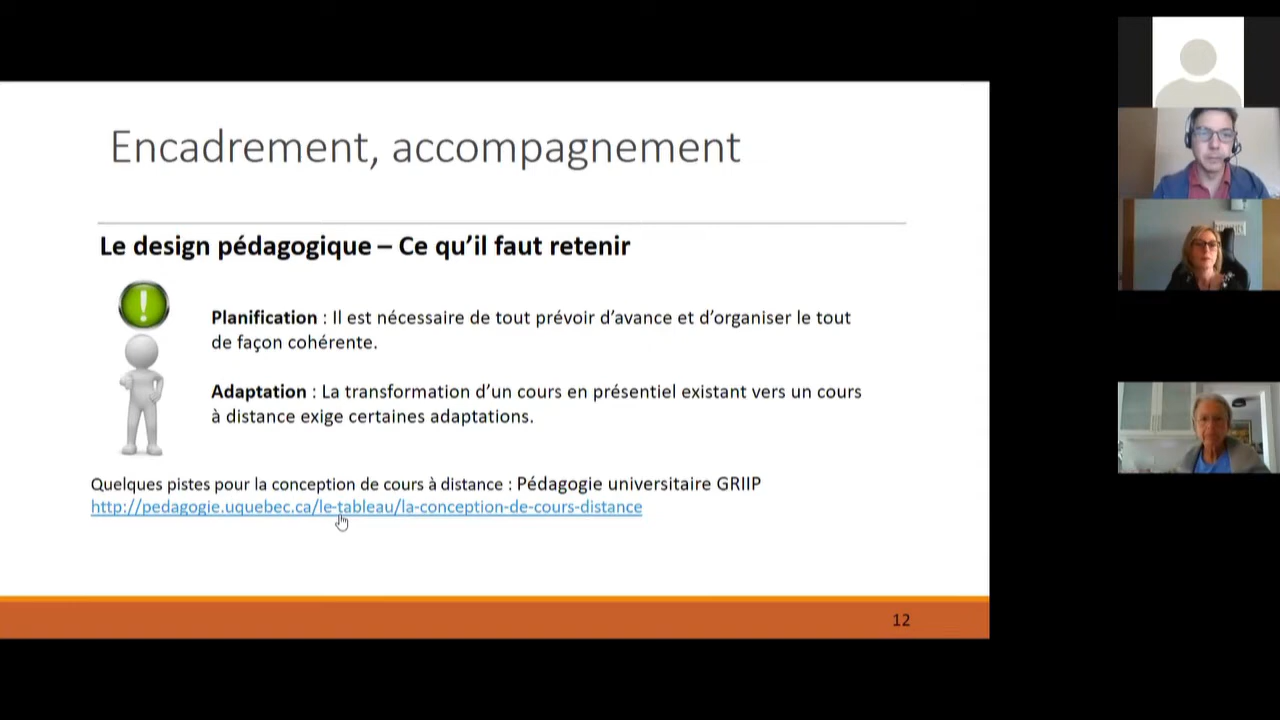 Encadrement, accompagnement
Le design pédagogique – Ce qu’il faut retenir
Planification : Il est nécessaire de tout prévoir d’avance et d’organiser le tout
de façon cohérente.
Adaptation : La transformation d’un cours en présentiel existant vers un cours
à distance exige certaines adaptations.
Quelques pistes pour la conception de cours à distance : Pédagogie universitaire GRIIP
http://pedagogie.uquebec.ca/le-tableau/la-conception-de-cours-distance
12